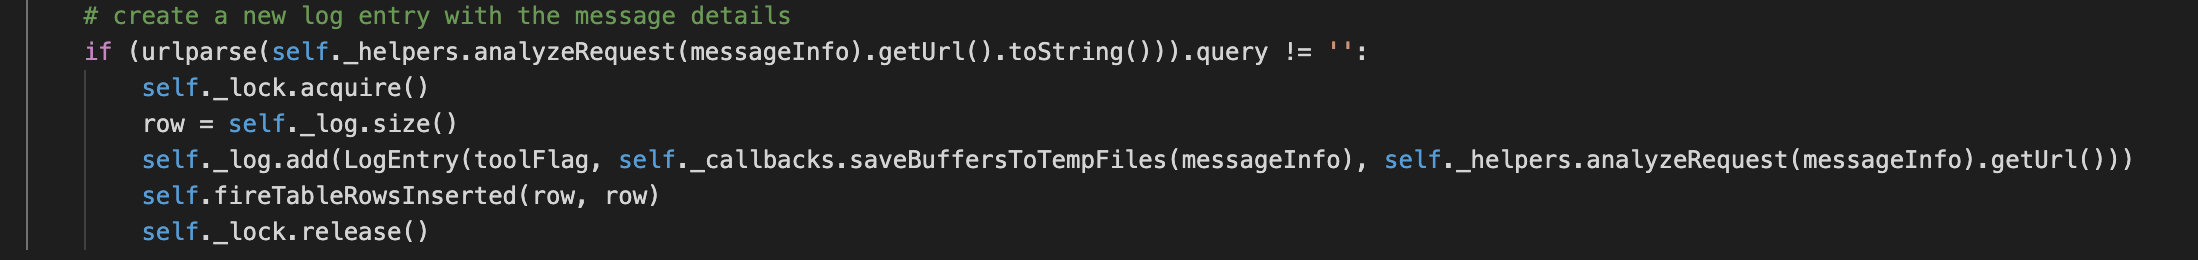 # create a new log entry with the message details
if (urlparse(self._helpers.analyzeRequest(messageInfo).getUrl().toString())).query != '':
self._lock.acquire()
row = self._log.size()
self._log.add(LogEntry(toolFlag, self._callbacks.saveBuffersToTempFiles(messageInfo), self._helpers.analyzeRequest(messageInfo).getUrl()))
self.fireTableRowsInserted(row, row)
self._lock.release()